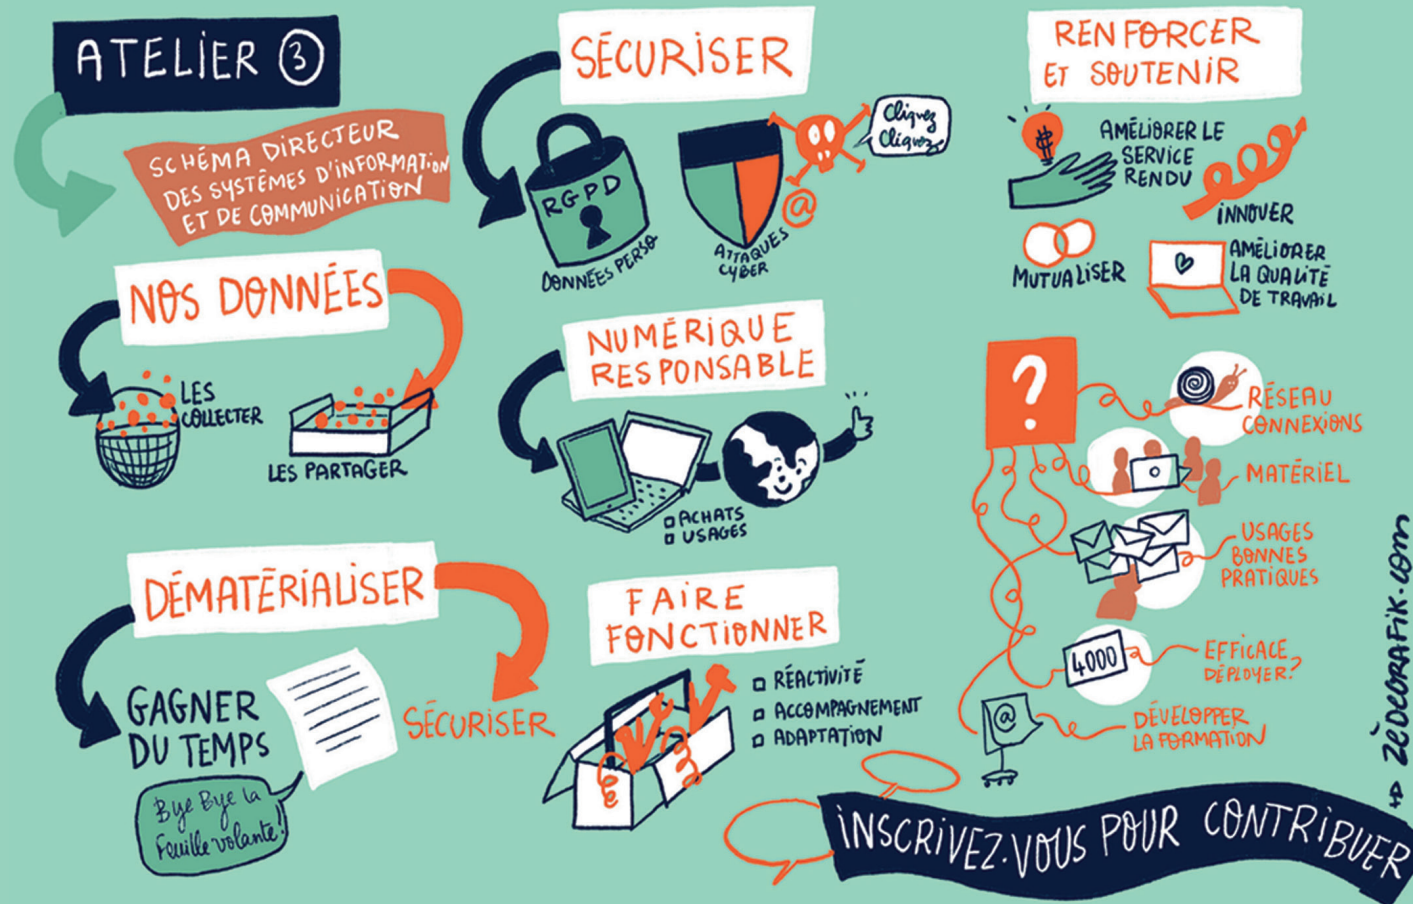 ATELIER 3
SCHÉMA DIRECTEUR
DES SYSTÈMES D'INFORMATION
ET DE COMMUNICATION
NOS DONNÉES
LES
COLLECTER
LES PARTAGER
DÉMATÉRIALISER
GAGNER
DU TEMPS
SÉCURISER
Bye Bye la
Feuille volante!
SÉCURISER
RGPD
DONNÉES PERSO
ATTAQUES
CYBER
@
Cliquez
Cliquez
NUMÉRIQUE
RESPONSABLE
ACHATS
USAGES
FAIRE
FONCTIONNER
RÉACTIVITÉ
ACCOMPAGNEMENT
ADAPTATION
RENFORCER
ET SOUTENIR
$
AMÉLIORER LE
SERVICE
RENDU
INNOVER
MUTUALISER
AMÉLIORER
LA QUALITÉ
DE TRAVAIL
?
RÉSEAU
CONNEXIONS
MATÉRIEL
USAGES
BONNES
PRATIQUES
4000
EFFICACE
DÉPLOYER?
@
DÉVELOPPER
LA FORMATION
INSCRIVEZ-VOUS POUR CONTRIBUER
zèdegrafik.com